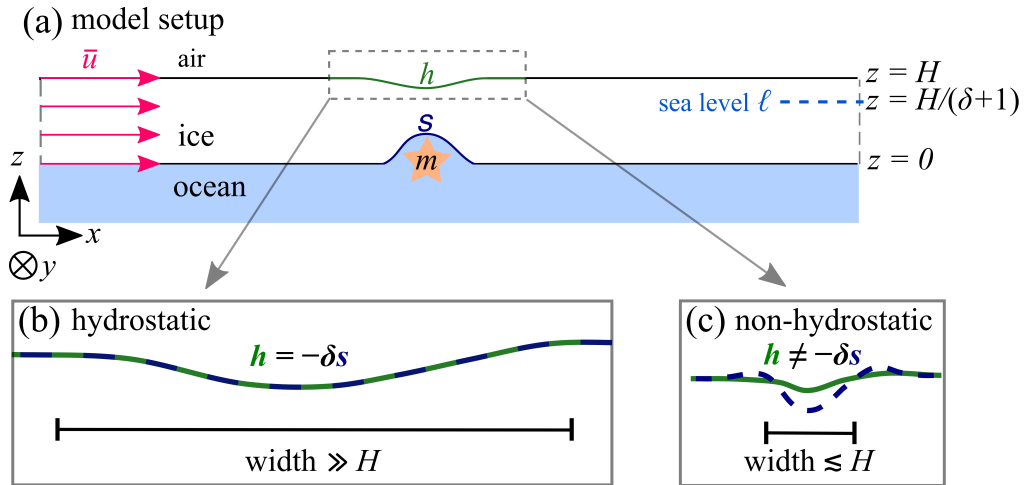 (a) model setup
ū
air
h
z = H
sea level ℓ
z = H/(δ+1)
ice
s
m
z = 0
z
ocean
x
y
(b) hydrostatic
h = −δs
width ≫ H
(c) non-hydrostatic
h ≠ −δs
width ≲ H